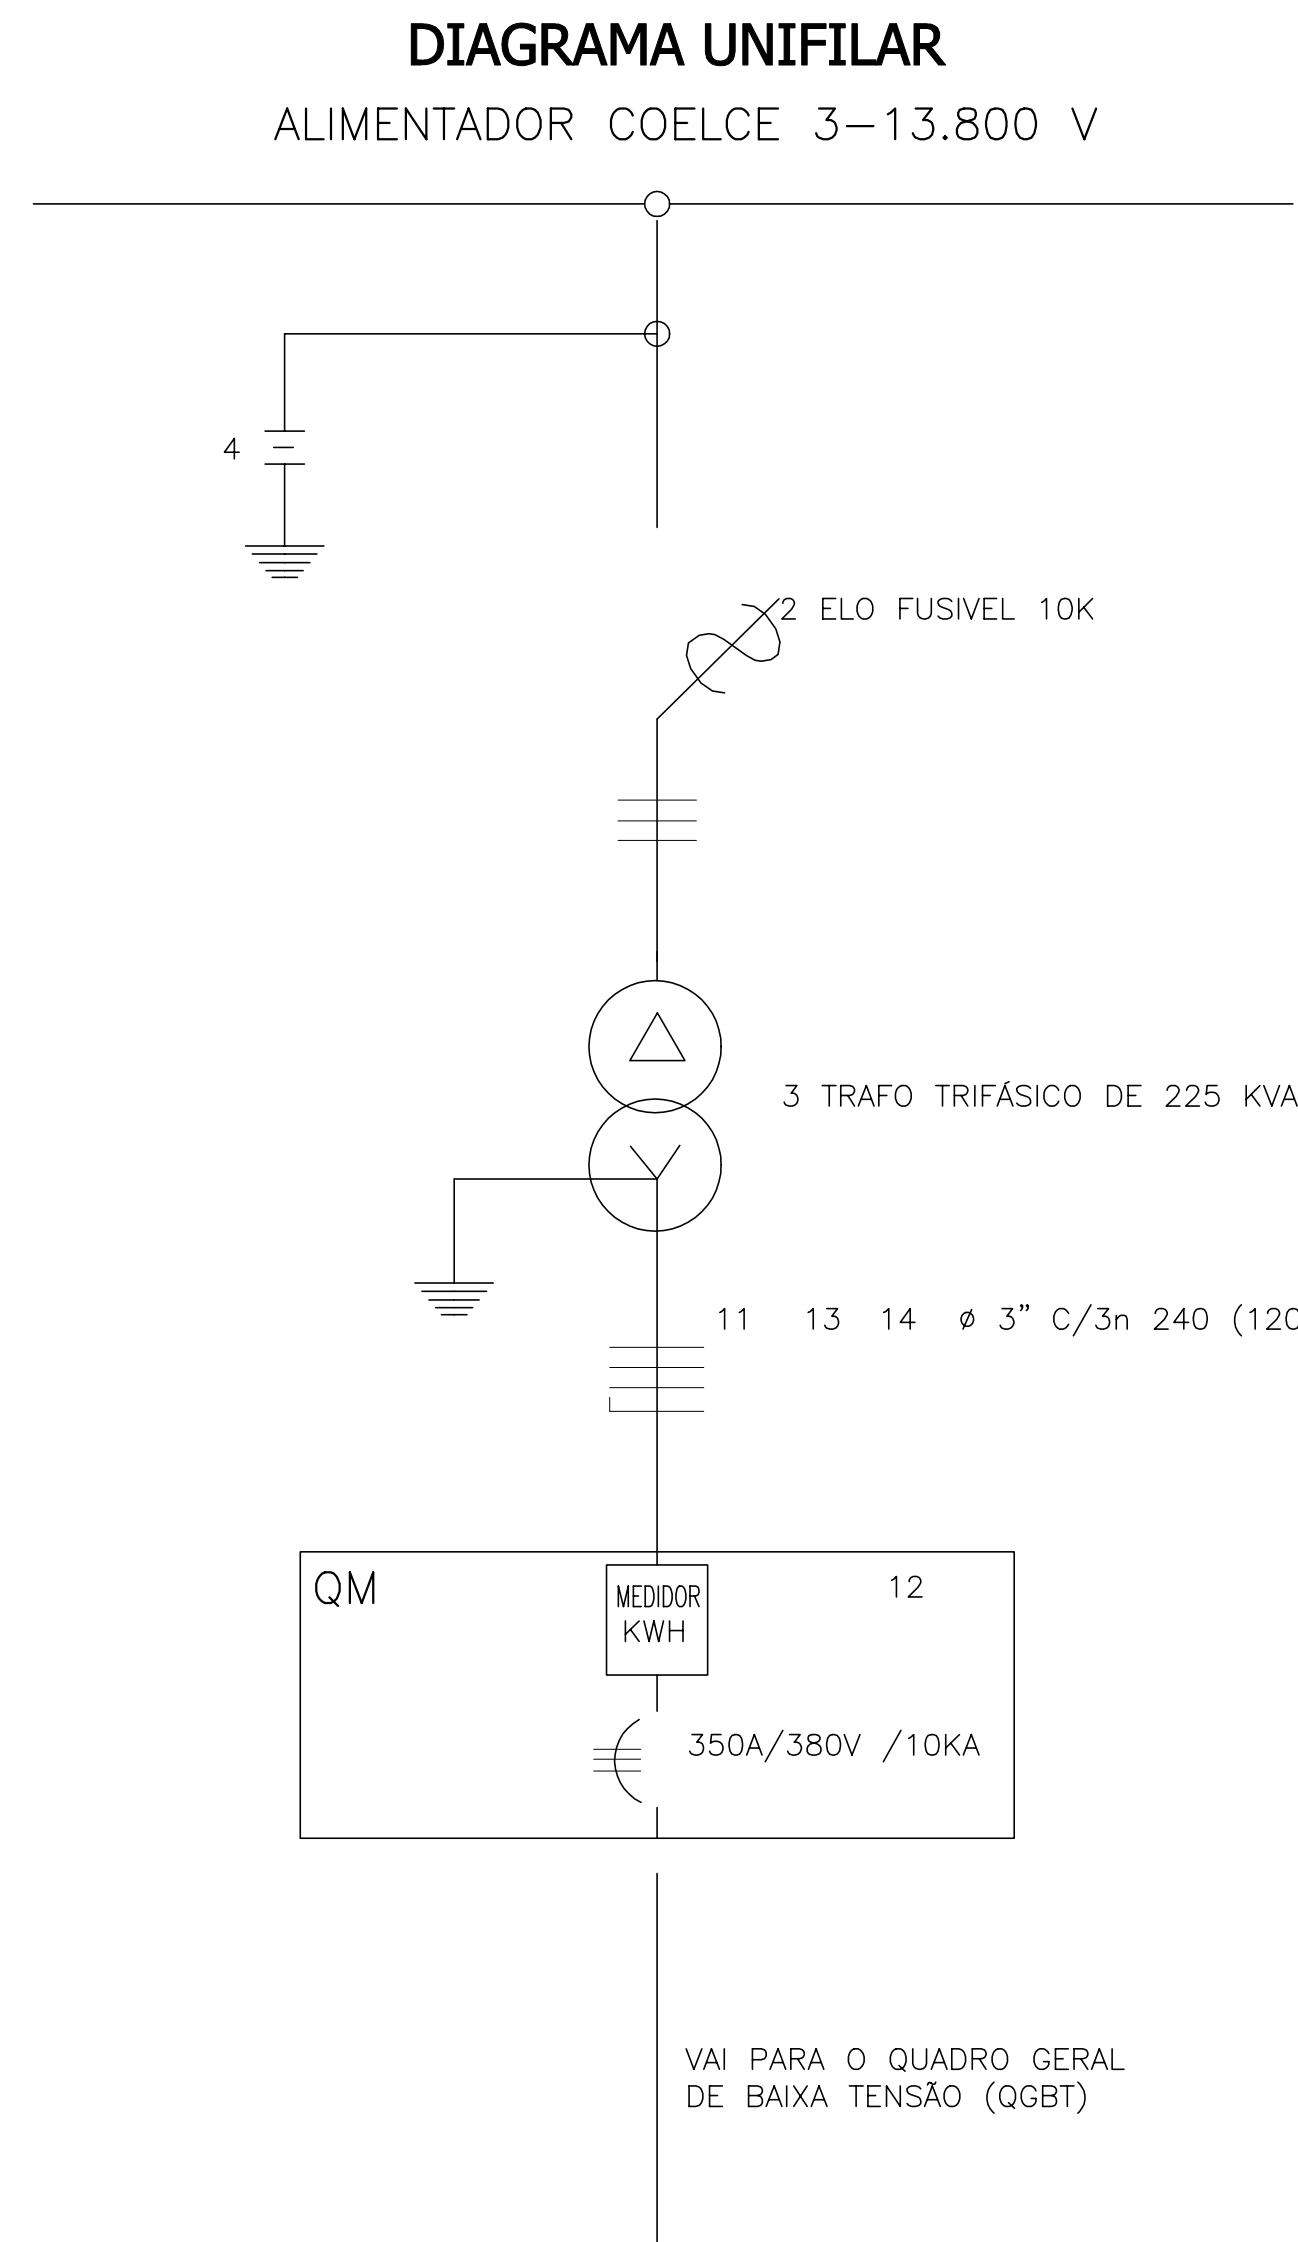 DIAGRAMA UNIFILAR
ALIMENTADOR COELCE 3-13.800 V
4
2 ELO FUSIVEL 10K
3 TRAFO TRIFÁSICO DE 225 KVA
11 13 14 ø 3” C/3n 240 (120
QM
MEDIDOR
KWH
12
350A/380V /10KA
VAI PARA O QUADRO GERAL
DE BAIXA TENSÃO (QGBT)